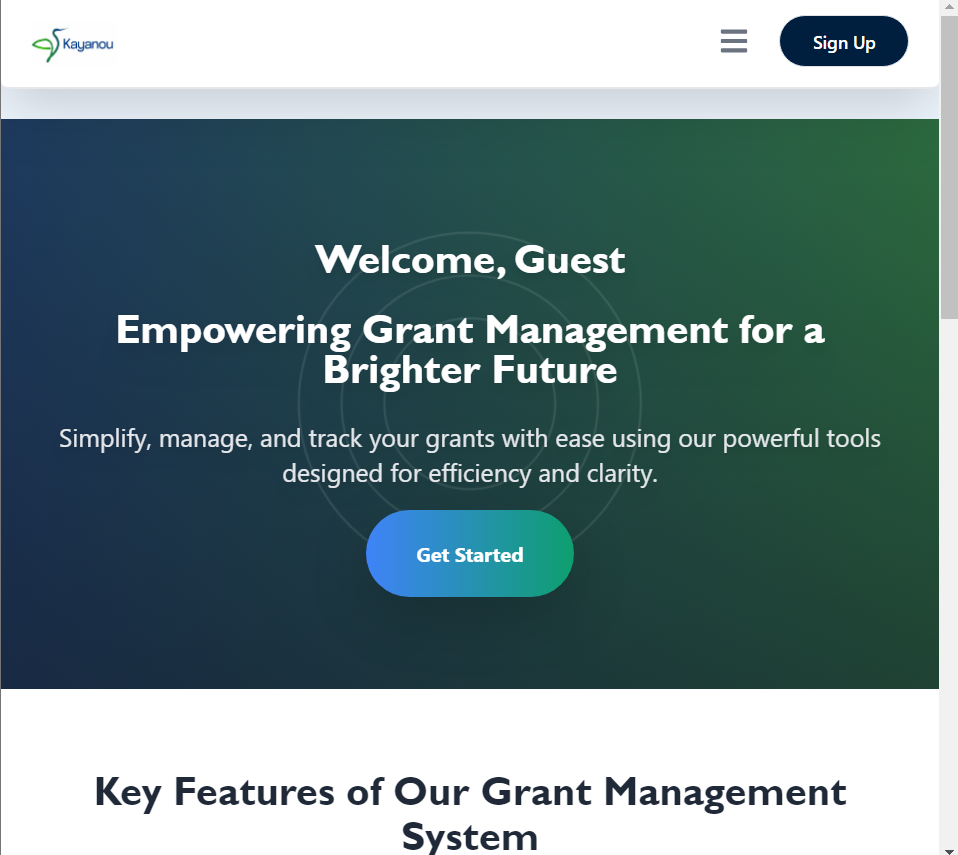 Kayanou
Sign Up
Welcome, Guest
Empowering Grant Management for a
Brighter Future
Simplify, manage, and track your grants with ease using our powerful tools
designed for efficiency and clarity.
Get Started
Key Features of Our Grant Management
System